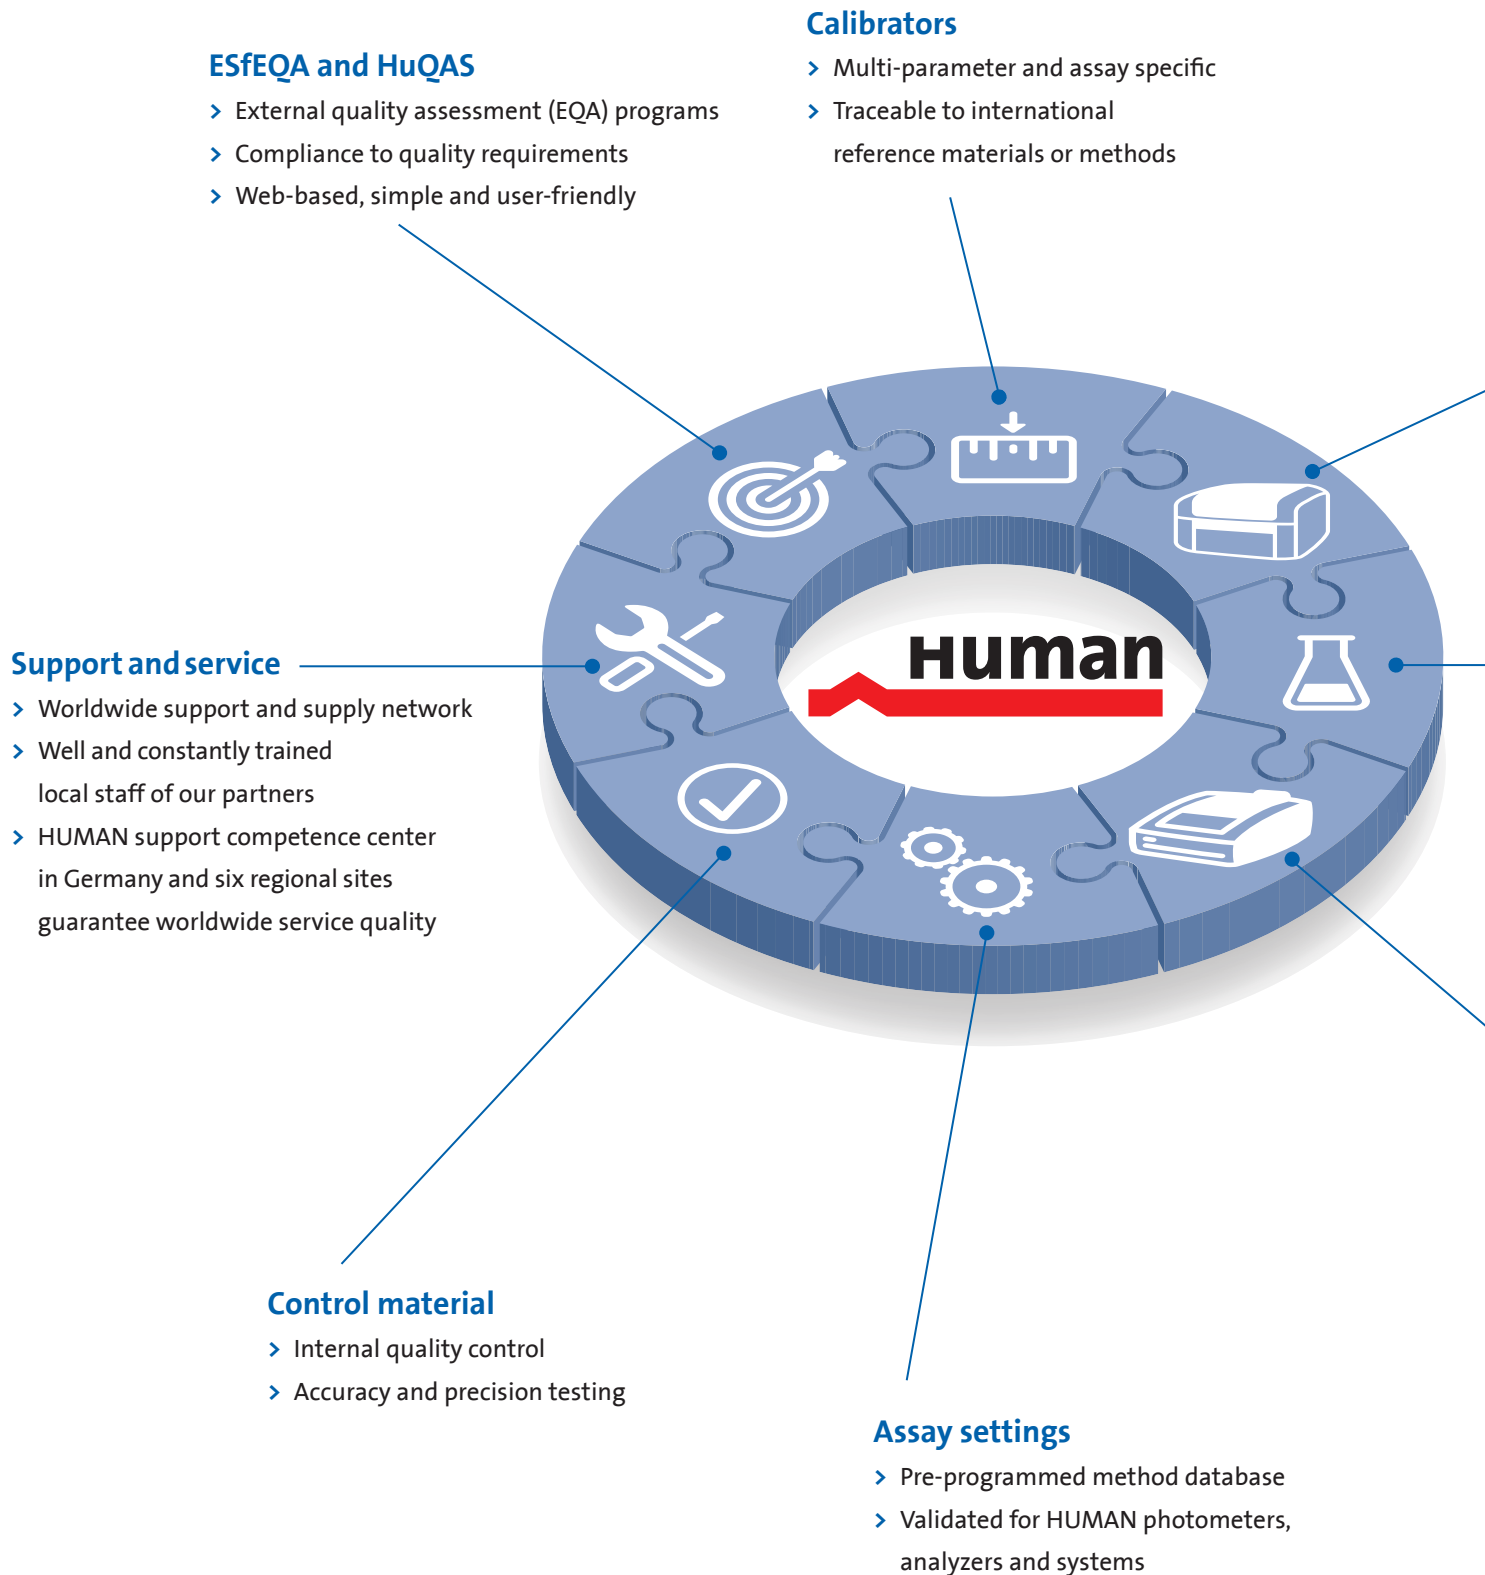 Calibrators
> Multi-parameter and assay specific
> Traceable to international
reference materials or methods
ESfEQA and HuQAS
> External quality assessment (EQA) programs
> Compliance to quality requirements
> Web-based, simple and user-friendly
Human
Support and service
> Worldwide support and supply network
> Well and constantly trained
local staff of our partners
> HUMAN support competence center
in Germany and six regional sites
guarantee worldwide service quality
Control material
> Internal quality control
> Accuracy and precision testing
Assay settings
> Pre-programmed method database
> Validated for HUMAN photometers,
analyzers and systems